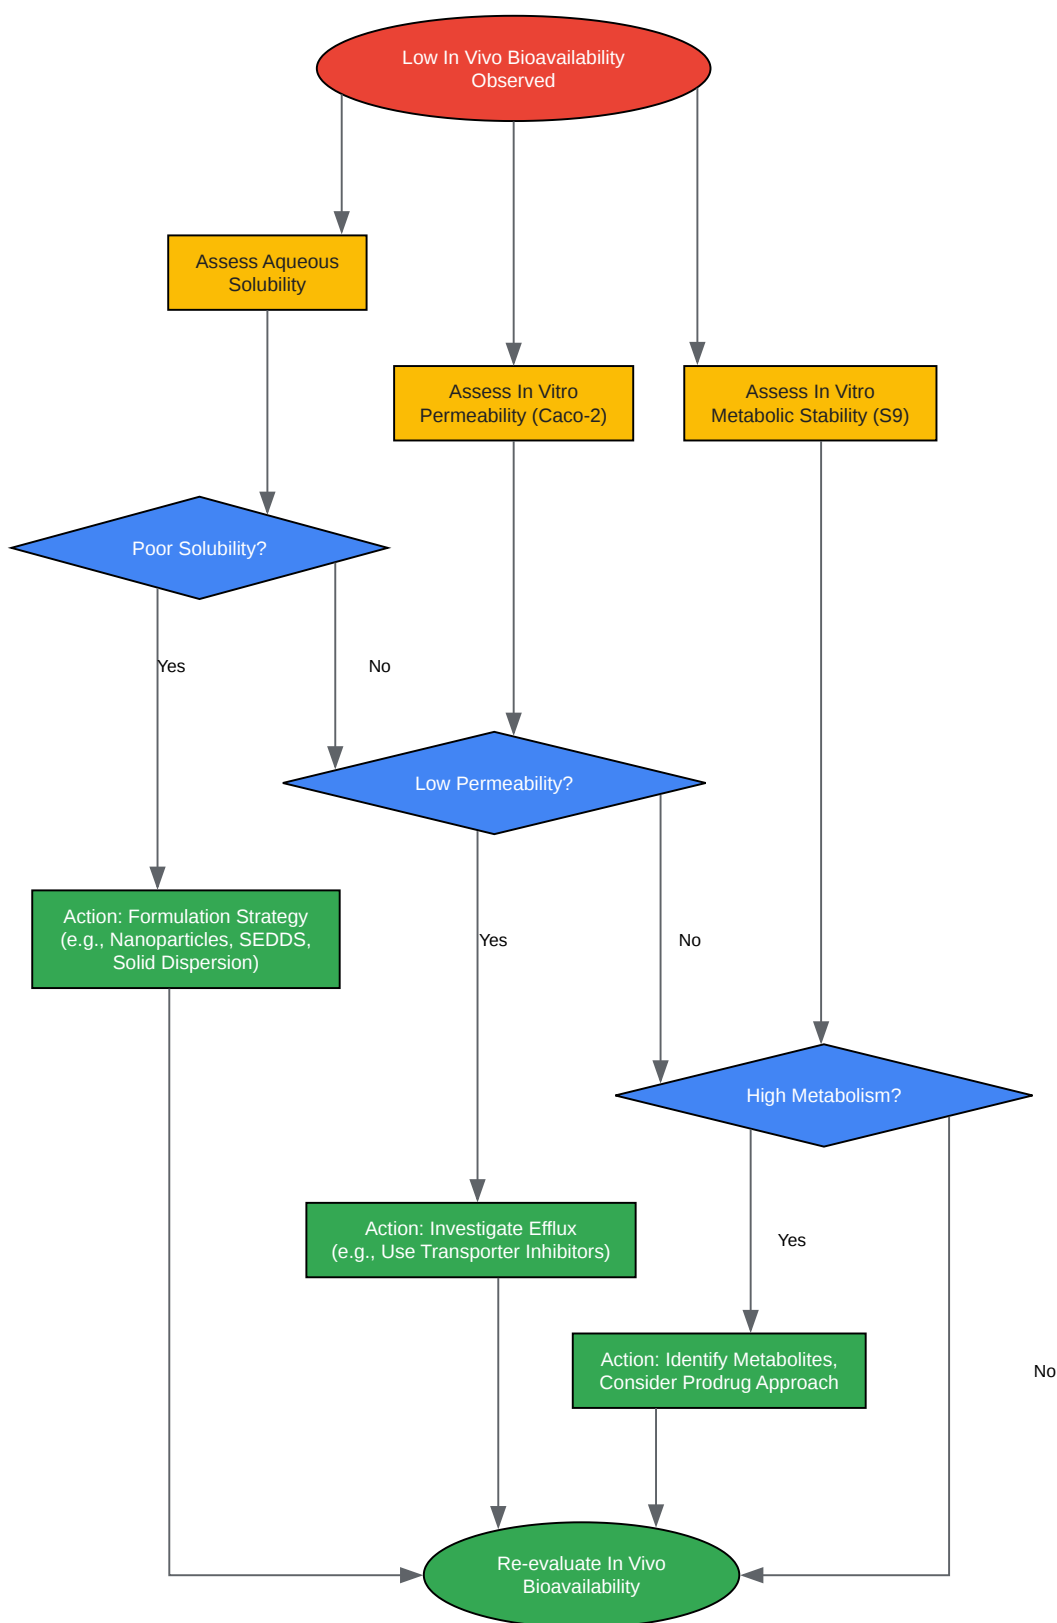 Low In Vivo Bioavailability
Observed
Assess Aqueous
Solubility
Assess In Vitro
Permeability (Caco-2)
Assess In Vitro
Metabolic Stability (S9)
Poor Solubility?
Yes
No
Low Permeability?
Action: Formulation Strategy
(e.g., Nanoparticles, SEDDS,
Solid Dispersion)
Yes
No
High Metabolism?
Action: Investigate Efflux
(e.g., Use Transporter Inhibitors)
Yes
Action: Identify Metabolites,
Consider Prodrug Approach
No
Re-evaluate In Vivo
Bioavailability